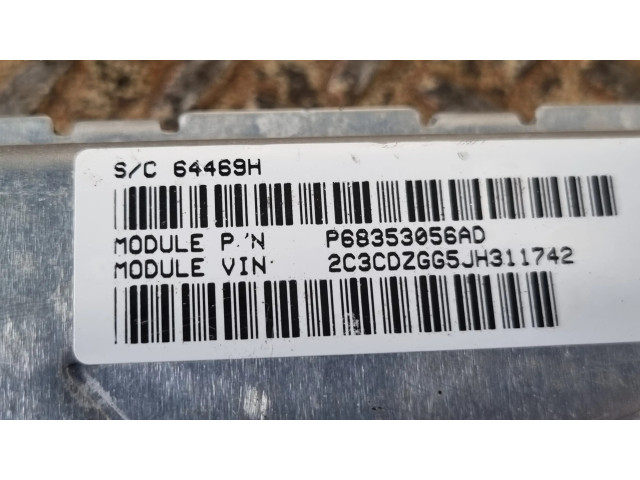 S/C 64469H
MODULE P/N P68353056AD
MODULE VIN 2C3CDZGG5JH311742